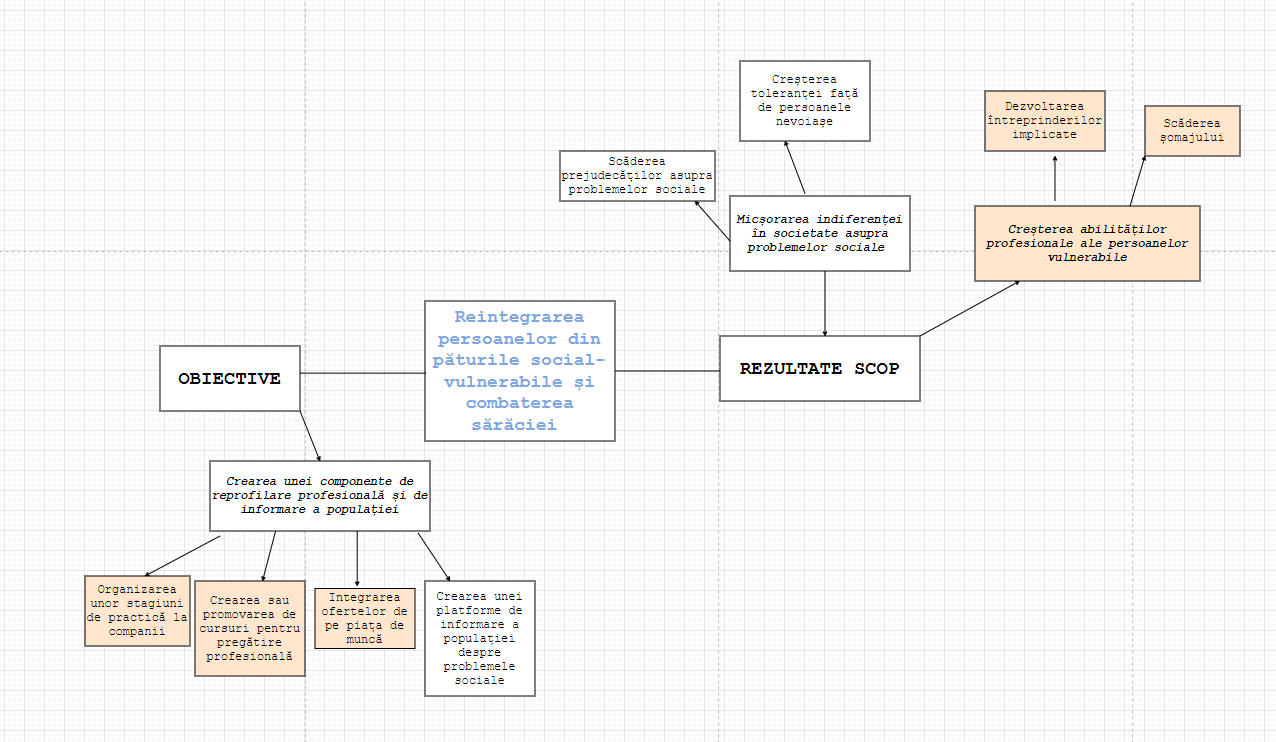 Creșterea
toleranței față
de persoanele
nevoiașe
Dezvoltarea
întreprinderilor
implicate
Scăderea
șomajului
Scăderea
prejudecăților asupra
problemelor sociale
Micșorarea indiferenței
în societate asupra
problemelor sociale
Creșterea abilităților
profesionale ale persoanelor
vulnerabile
Reintegrarea
persoanelor din
păturile social-
vulnerabile și
combaterea
sărăciei
OBIECTIVE
REZULTATE SCOP
Crearea unei componente de
reprofilare profesională și de
informare a populației
Organizarea
unor stagiuni
de practică la
companii
Crearea sau
promovarea de
cursuri pentru
pregătire
profesională
Integrarea
ofertelor de
pe piața de
muncă
Crearea unei
platforme de
informare a
populației
despre
problemele
sociale